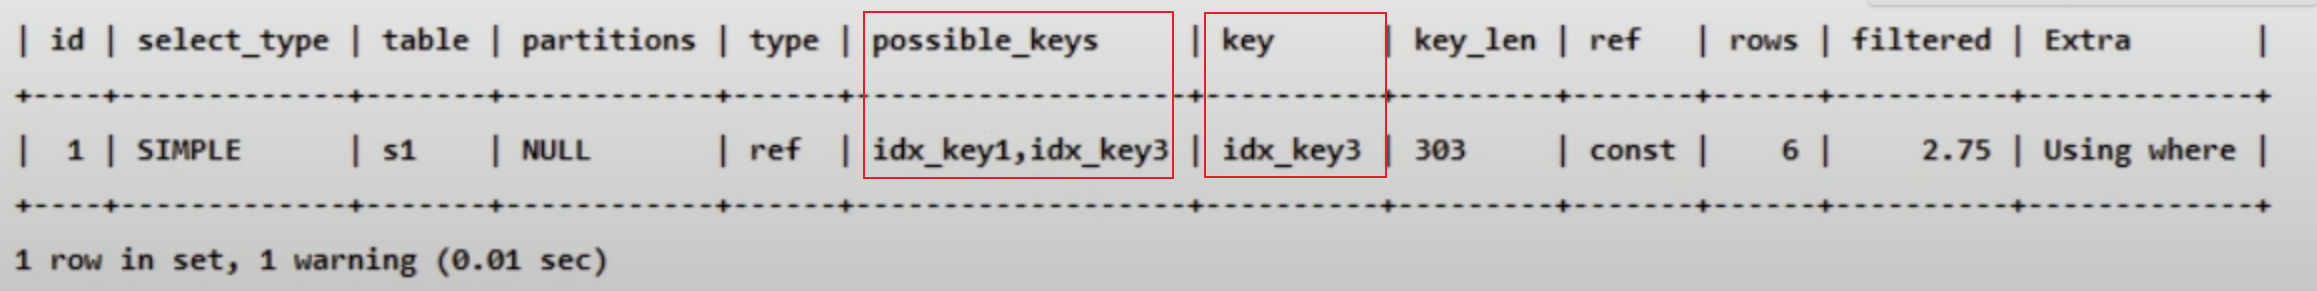 | id | select_type | table | partitions | type | possible_keys | key | key_len | ref | rows | filtered | Extra |
+----+-------------+-------+------------+------+-------------------+----------+---------+-------+------+----------+-------------+
| 1 | SIMPLE | s1 | NULL | ref | idx_key1,idx_key3 | idx_key3 | 303 | const | 6 | 2.75 | Using where |
+----+-------------+-------+------------+------+-------------------+----------+---------+-------+------+----------+-------------+
1 row in set, 1 warning (0.01 sec)